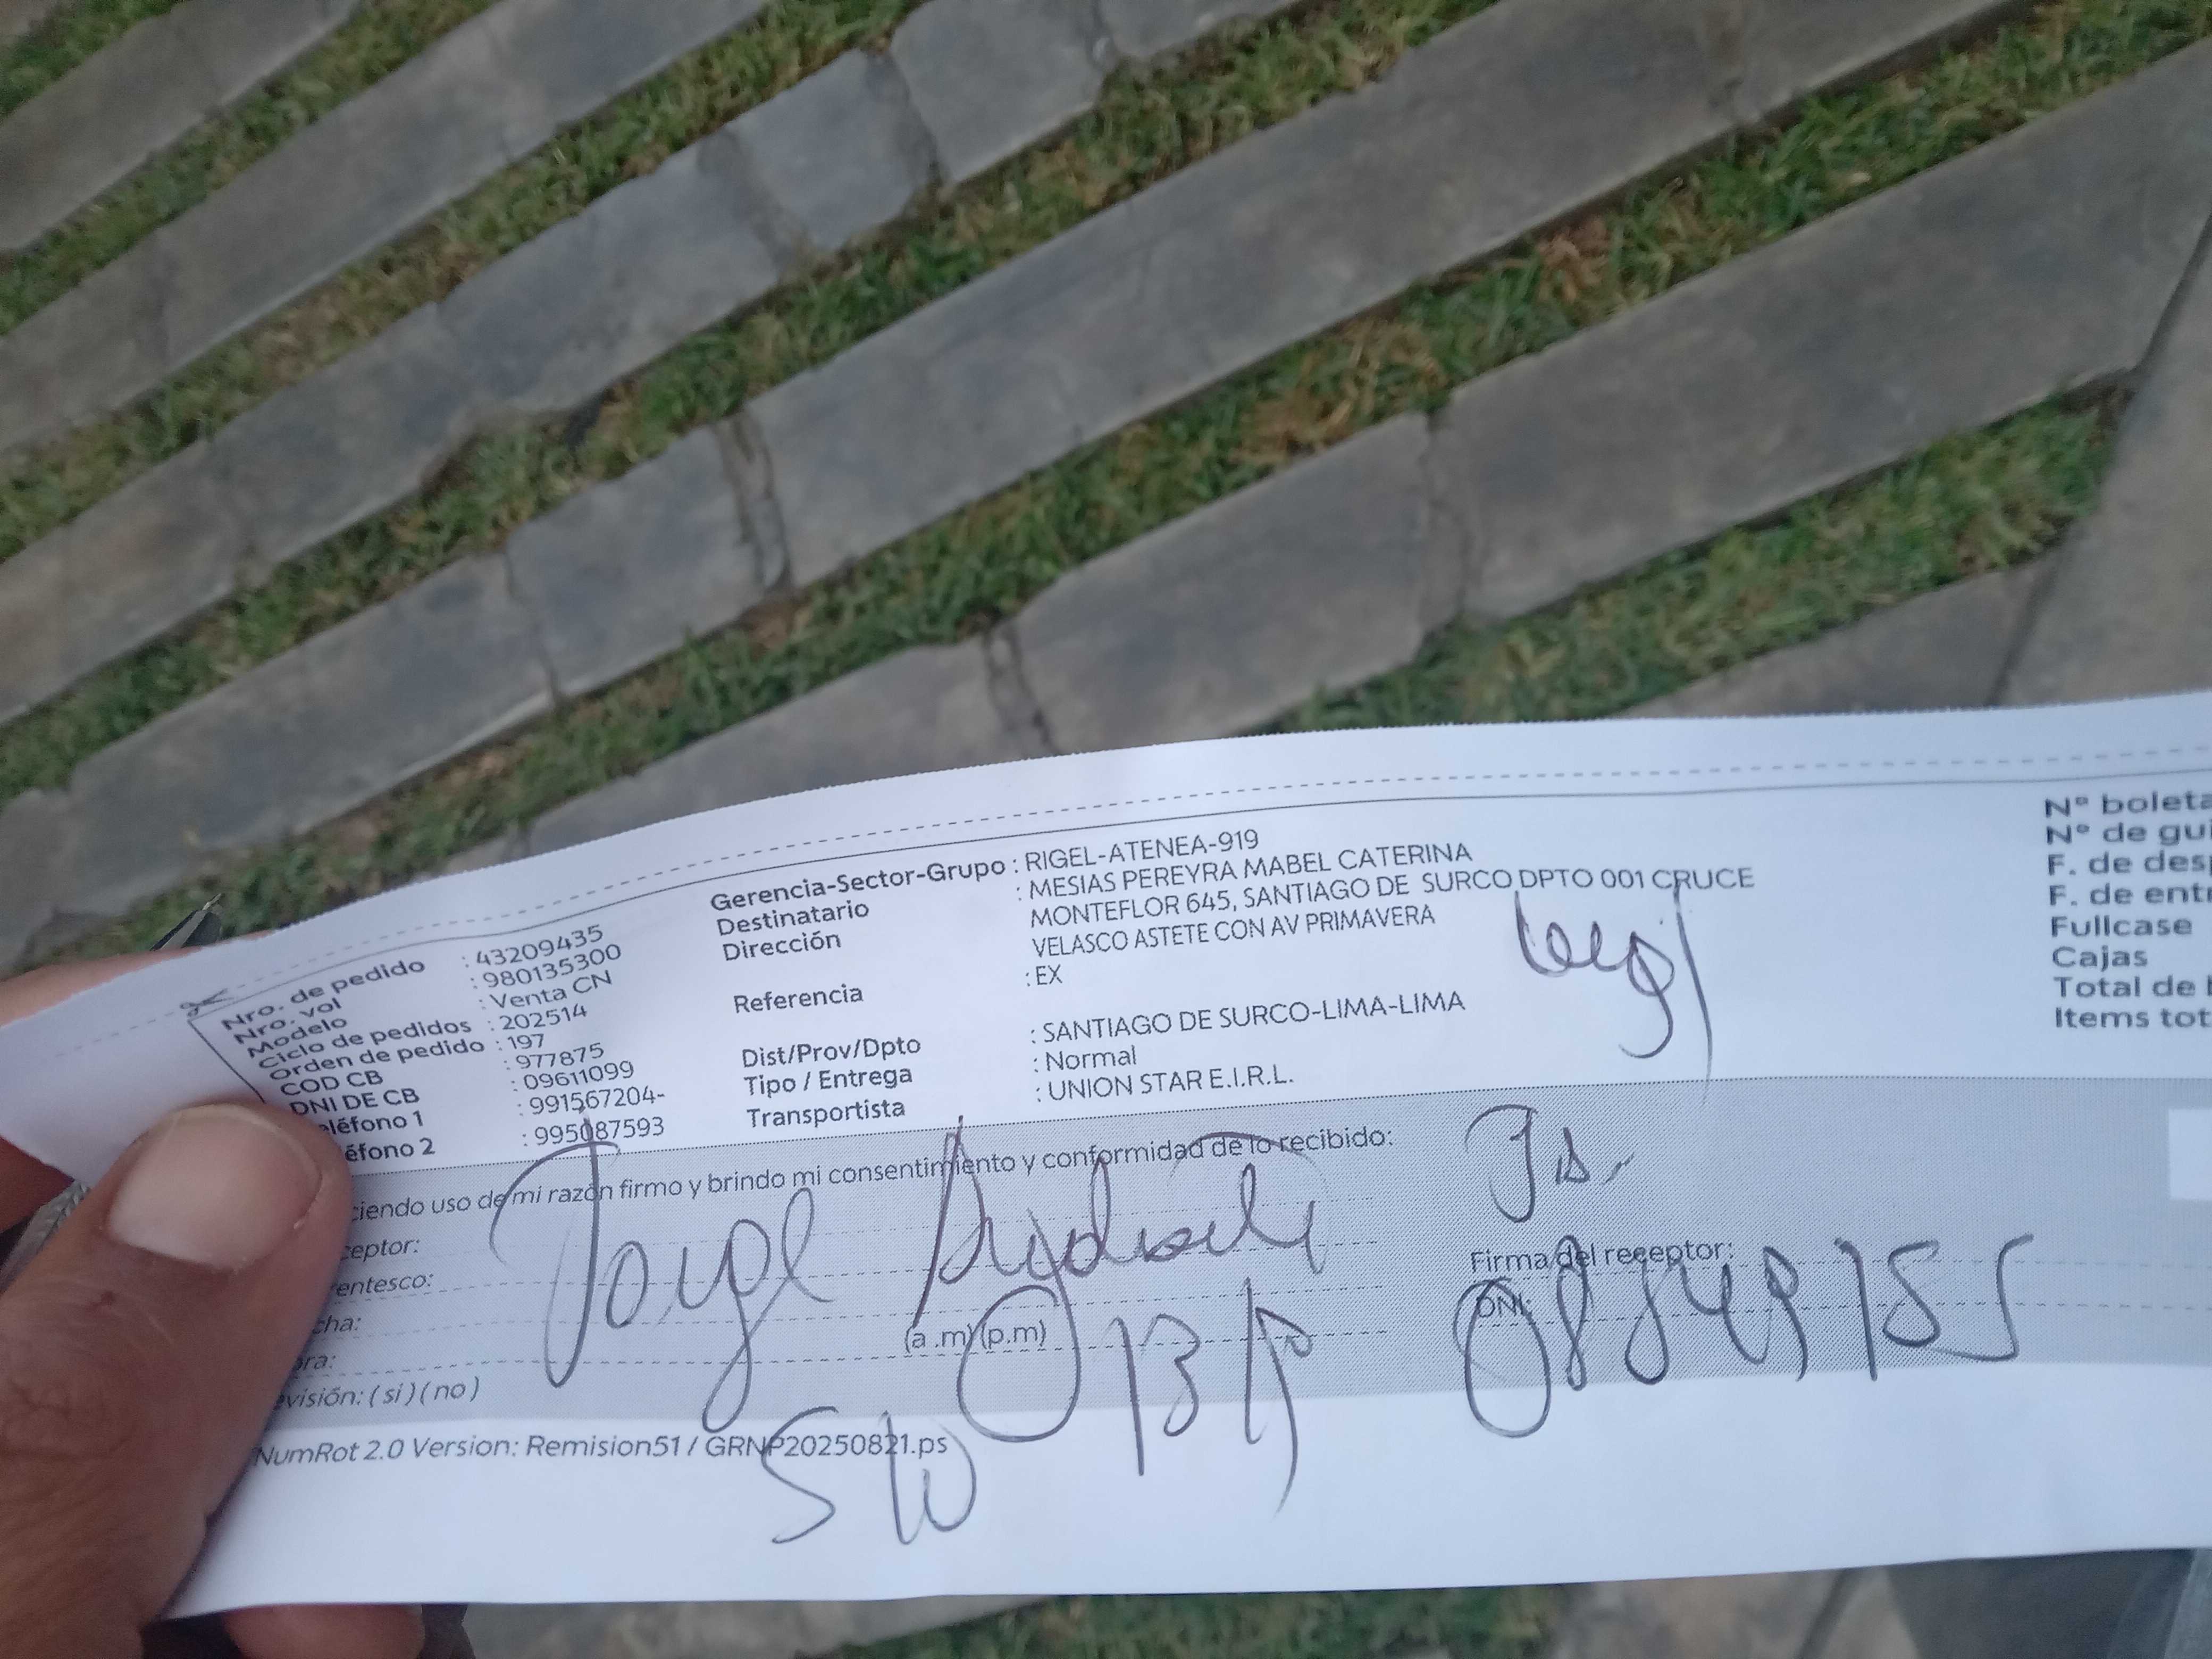 Nro. de pedido : 43209435
Nro. vol : 980135300
Modelo : Venta CN
Ciclo de pedidos : 202514
Orden de pedido : 197
COD CB : 977875
DNI DE CB : 09611099
eléfono 1 : 991567204-
éfono 2 : 995087593
Gerencia-Sector-Grupo : RIGEL-ATENEA-919
Destinatario : MESIAS PEREYRA MABEL CATERINA
Dirección MONTEFLOR 645, SANTIAGO DE SURCO DPTO 001 CRUCE
VELASCO ASTETE CON AV PRIMAVERA
Referencia : EX
Dist/Prov/Dpto : SANTIAGO DE SURCO-LIMA-LIMA
Tipo / Entrega : Normal
Transportista : UNION STAR E.I.R.L.
Nº boleta
Nº de gui
F. de desp
F. de entr
Fullcase
Cajas
Total de b
Items tot
ciendo uso de mi razón firmo y brindo mi consentimiento y conformidad de lo recibido:
ceptor:
Jorge
entesco:
cha:
ora: (a .m) (p.m)
evisión: ( si ) ( no )
Firma del receptor:
DNI:
NumRot 2.0 Version: Remision51 / GRNP20250821.ps